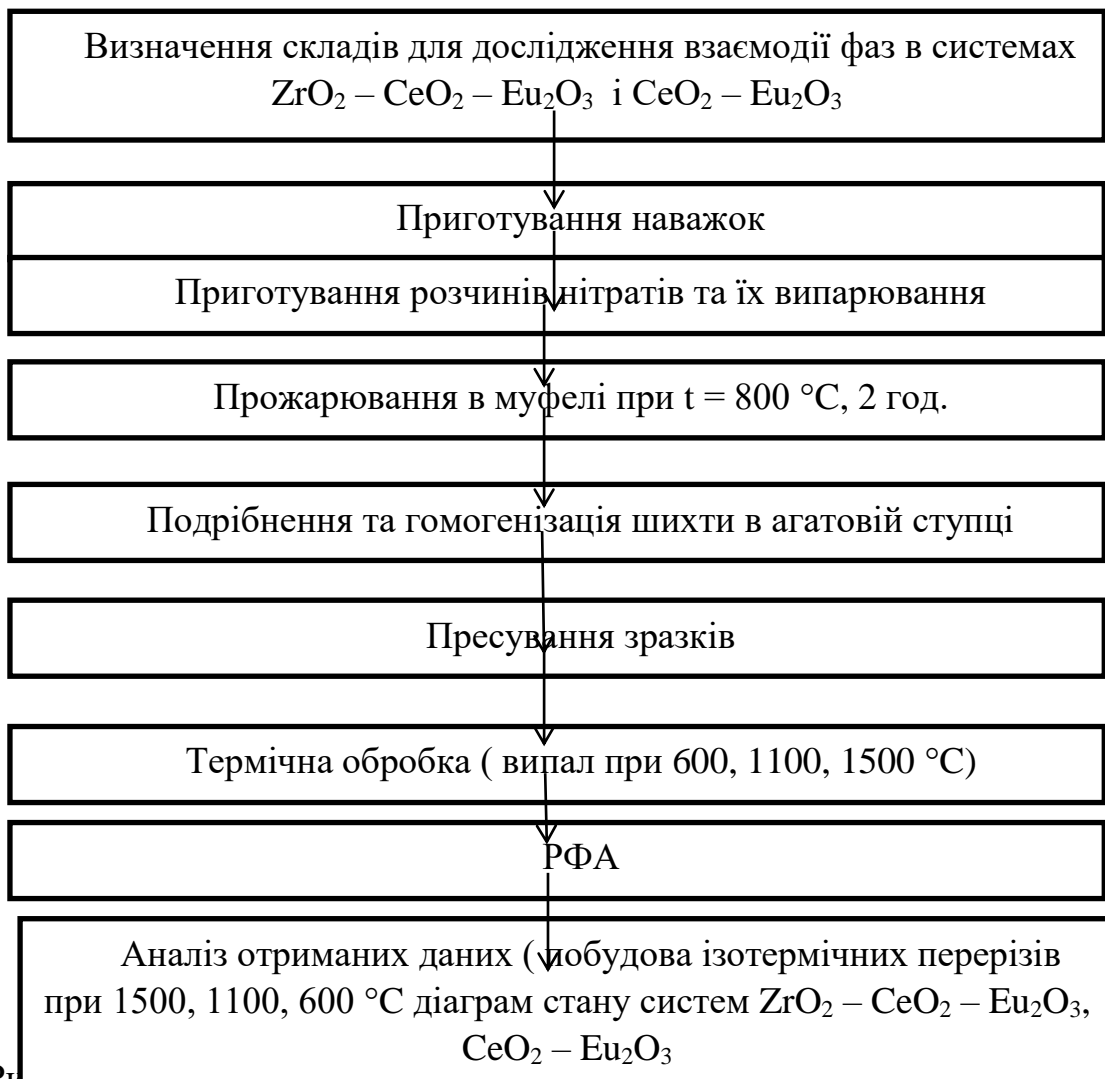 Визначення складів для дослідження взаємодії фаз в системах
ZrO₂ – CeO₂ – Eu₂O₃ і CeO₂ – Eu₂O₃
Приготування наважок
Приготування розчинів нітратів та їх випарювання
Прожарювання в муфелі при t = 800 °C, 2 год.
Подрібнення та гомогенізація шихти в агатовій ступці
Пресування зразків
Термічна обробка ( випал при 600, 1100, 1500 °C)
РФА
Аналіз отриманих даних ( побудова ізотермічних перерізів
при 1500, 1100, 600 °C діаграм стану систем ZrO₂ – CeO₂ – Eu₂O₃,
CeO₂ – Eu₂O₃